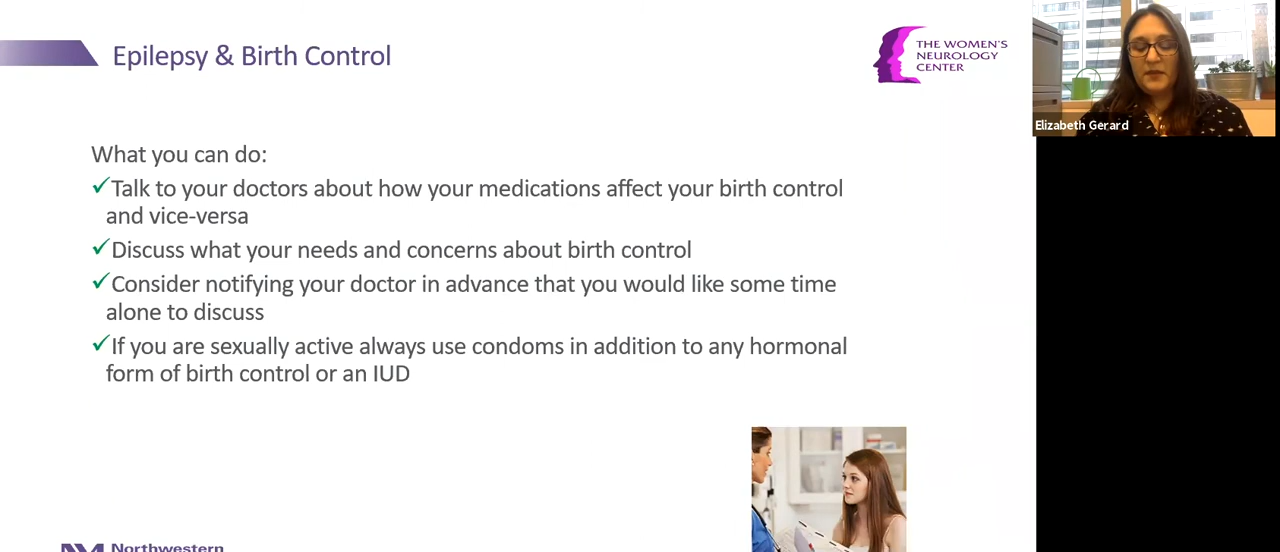 Epilepsy & Birth Control
THE WOMEN'S
NEUROLOGY
CENTER
Elizabeth Gerard
What you can do:
✓Talk to your doctors about how your medications affect your birth control
and vice-versa
✓Discuss what your needs and concerns about birth control
✓Consider notifying your doctor in advance that you would like some time
alone to discuss
✓If you are sexually active always use condoms in addition to any hormonal
form of birth control or an IUD
NM Northwestern